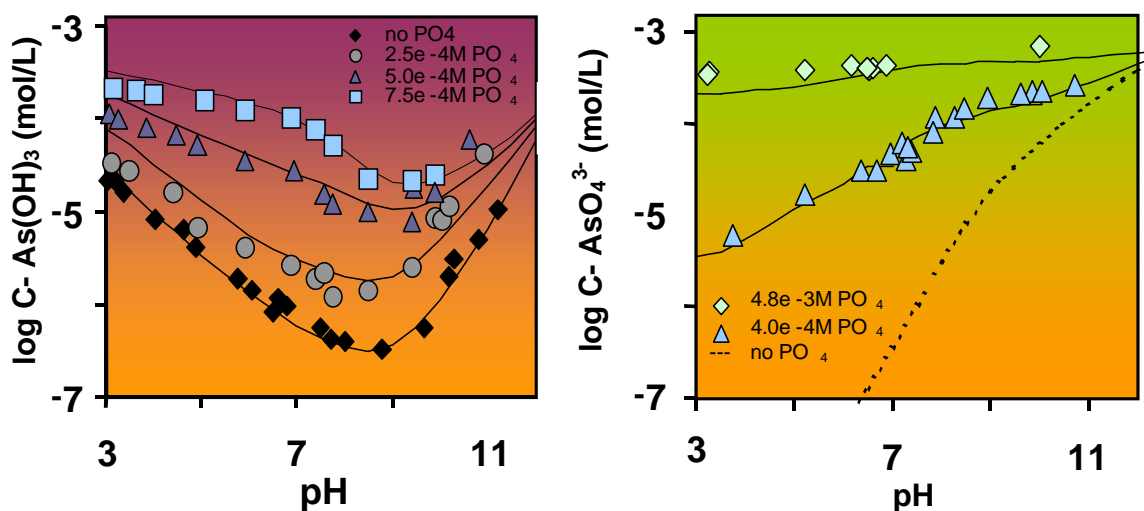 log C- As(OH)3 (mol/L)
-3
-5
-7
no PO4
2.5e -4M PO 4
5.0e -4M PO 4
7.5e -4M PO 4
3 7 11
pH
log C- AsO4 3- (mol/L)
-3
-5
-7
4.8e -3M PO 4
4.0e -4M PO 4
no PO 4
3 7 11
pH